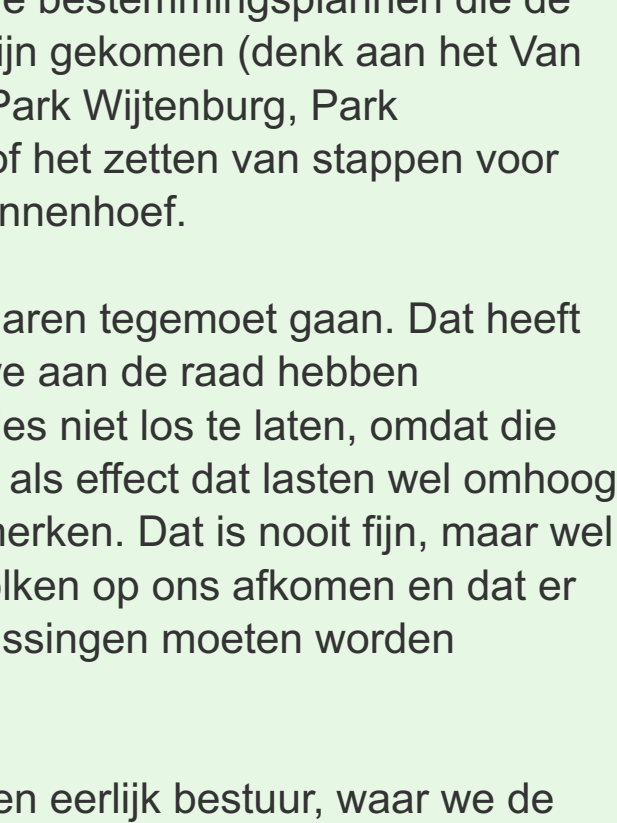 e bestemmingsplannen die de
ijn gekomen (denk aan het Van
Park Wijtenburg, Park
of het zetten van stappen voor
nnenhoef.
aren tegemoet gaan. Dat heeft
we aan de raad hebben
es niet los te laten, omdat die
als effect dat lasten wel omhoog
merken. Dat is nooit fijn, maar wel
olken op ons afkomen en dat er
ssingen moeten worden
en eerlijk bestuur, waar we de